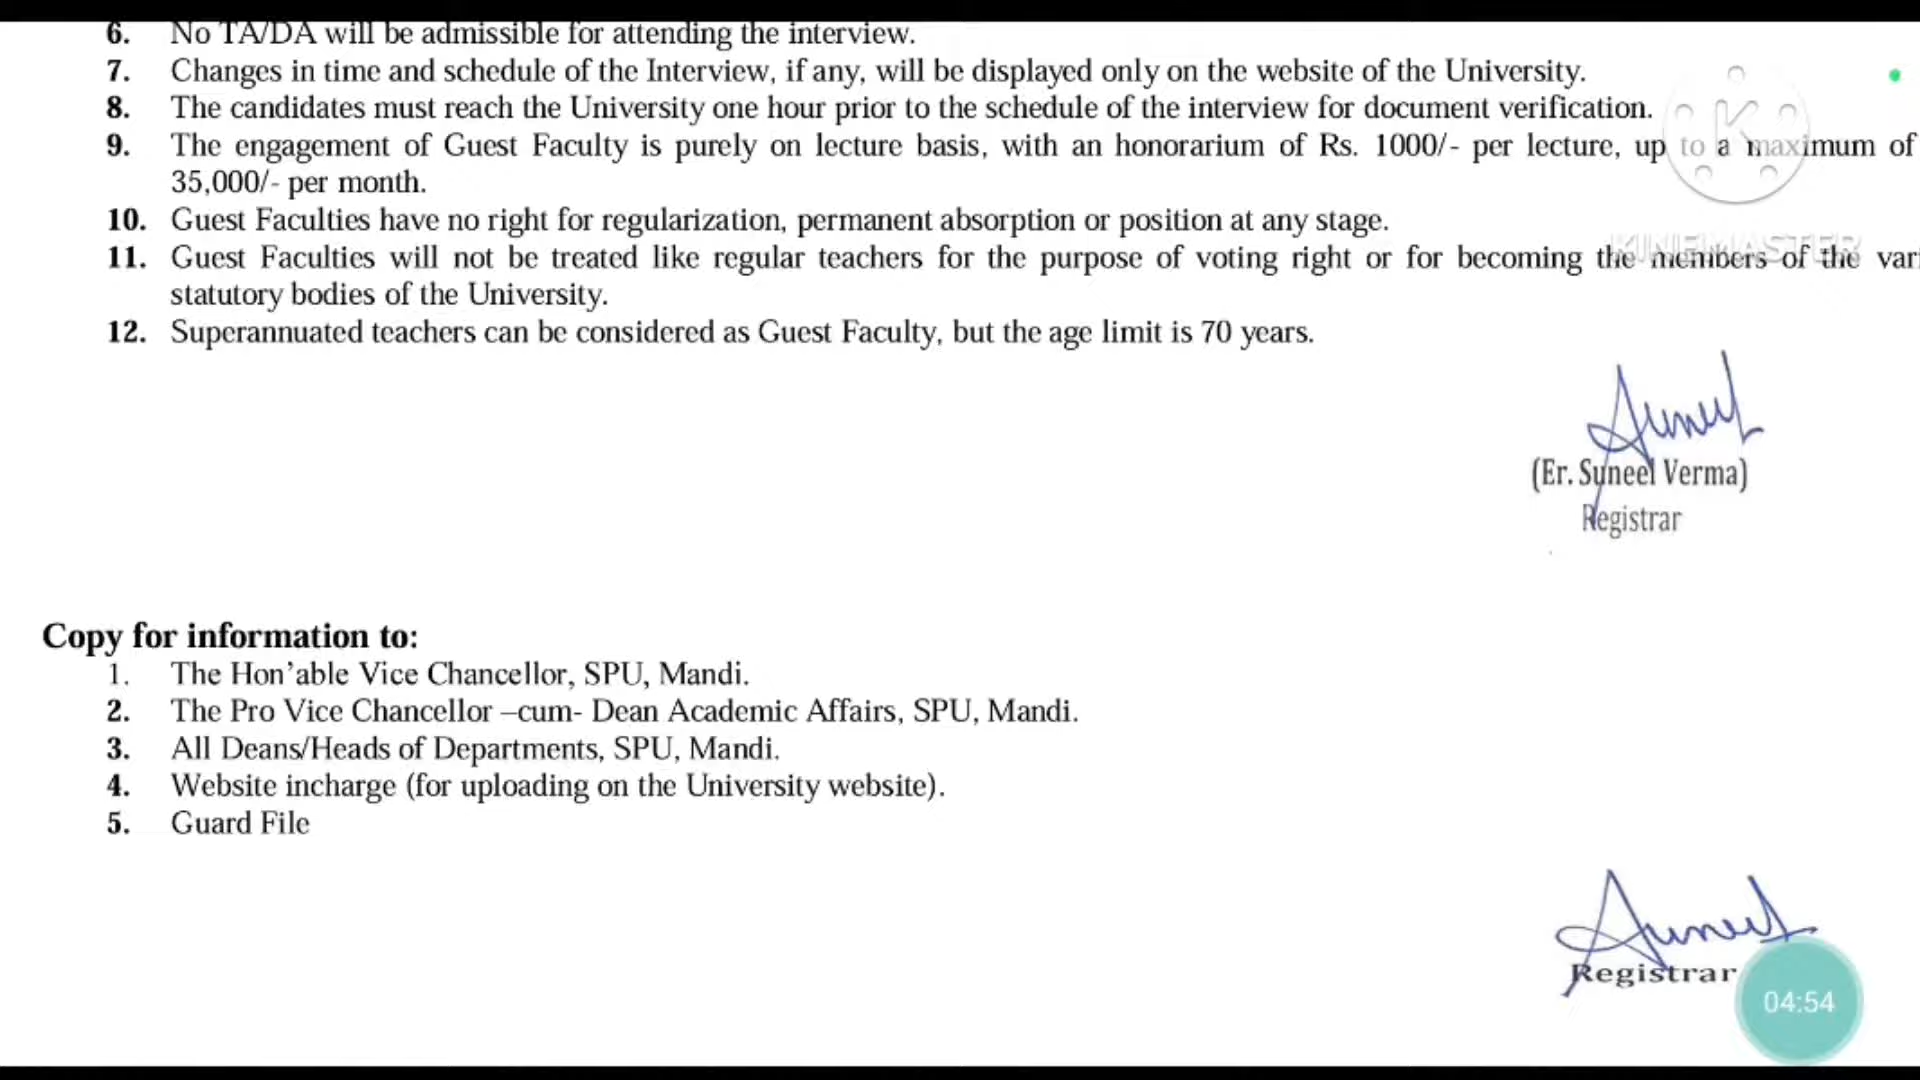 6. No TA/DA will be admissible for attending the interview.
7. Changes in time and schedule of the Interview, if any, will be displayed only on the website of the University.
8. The candidates must reach the University one hour prior to the schedule of the interview for document verification.
9. The engagement of Guest Faculty is purely on lecture basis, with an honorarium of Rs. 1000/- per lecture, up to a maximum of
35,000/- per month.
10. Guest Faculties have no right for regularization, permanent absorption or position at any stage.
11. Guest Faculties will not be treated like regular teachers for the purpose of voting right or for becoming the members of the vari
statutory bodies of the University.
12. Superannuated teachers can be considered as Guest Faculty, but the age limit is 70 years.
K
KINEMASTER
Suneel
(Er. Suneel Verma)
Registrar
Copy for information to:
1. The Hon’able Vice Chancellor, SPU, Mandi.
2. The Pro Vice Chancellor –cum- Dean Academic Affairs, SPU, Mandi.
3. All Deans/Heads of Departments, SPU, Mandi.
4. Website incharge (for uploading on the University website).
5. Guard File
Suneel
Registrar
04:54